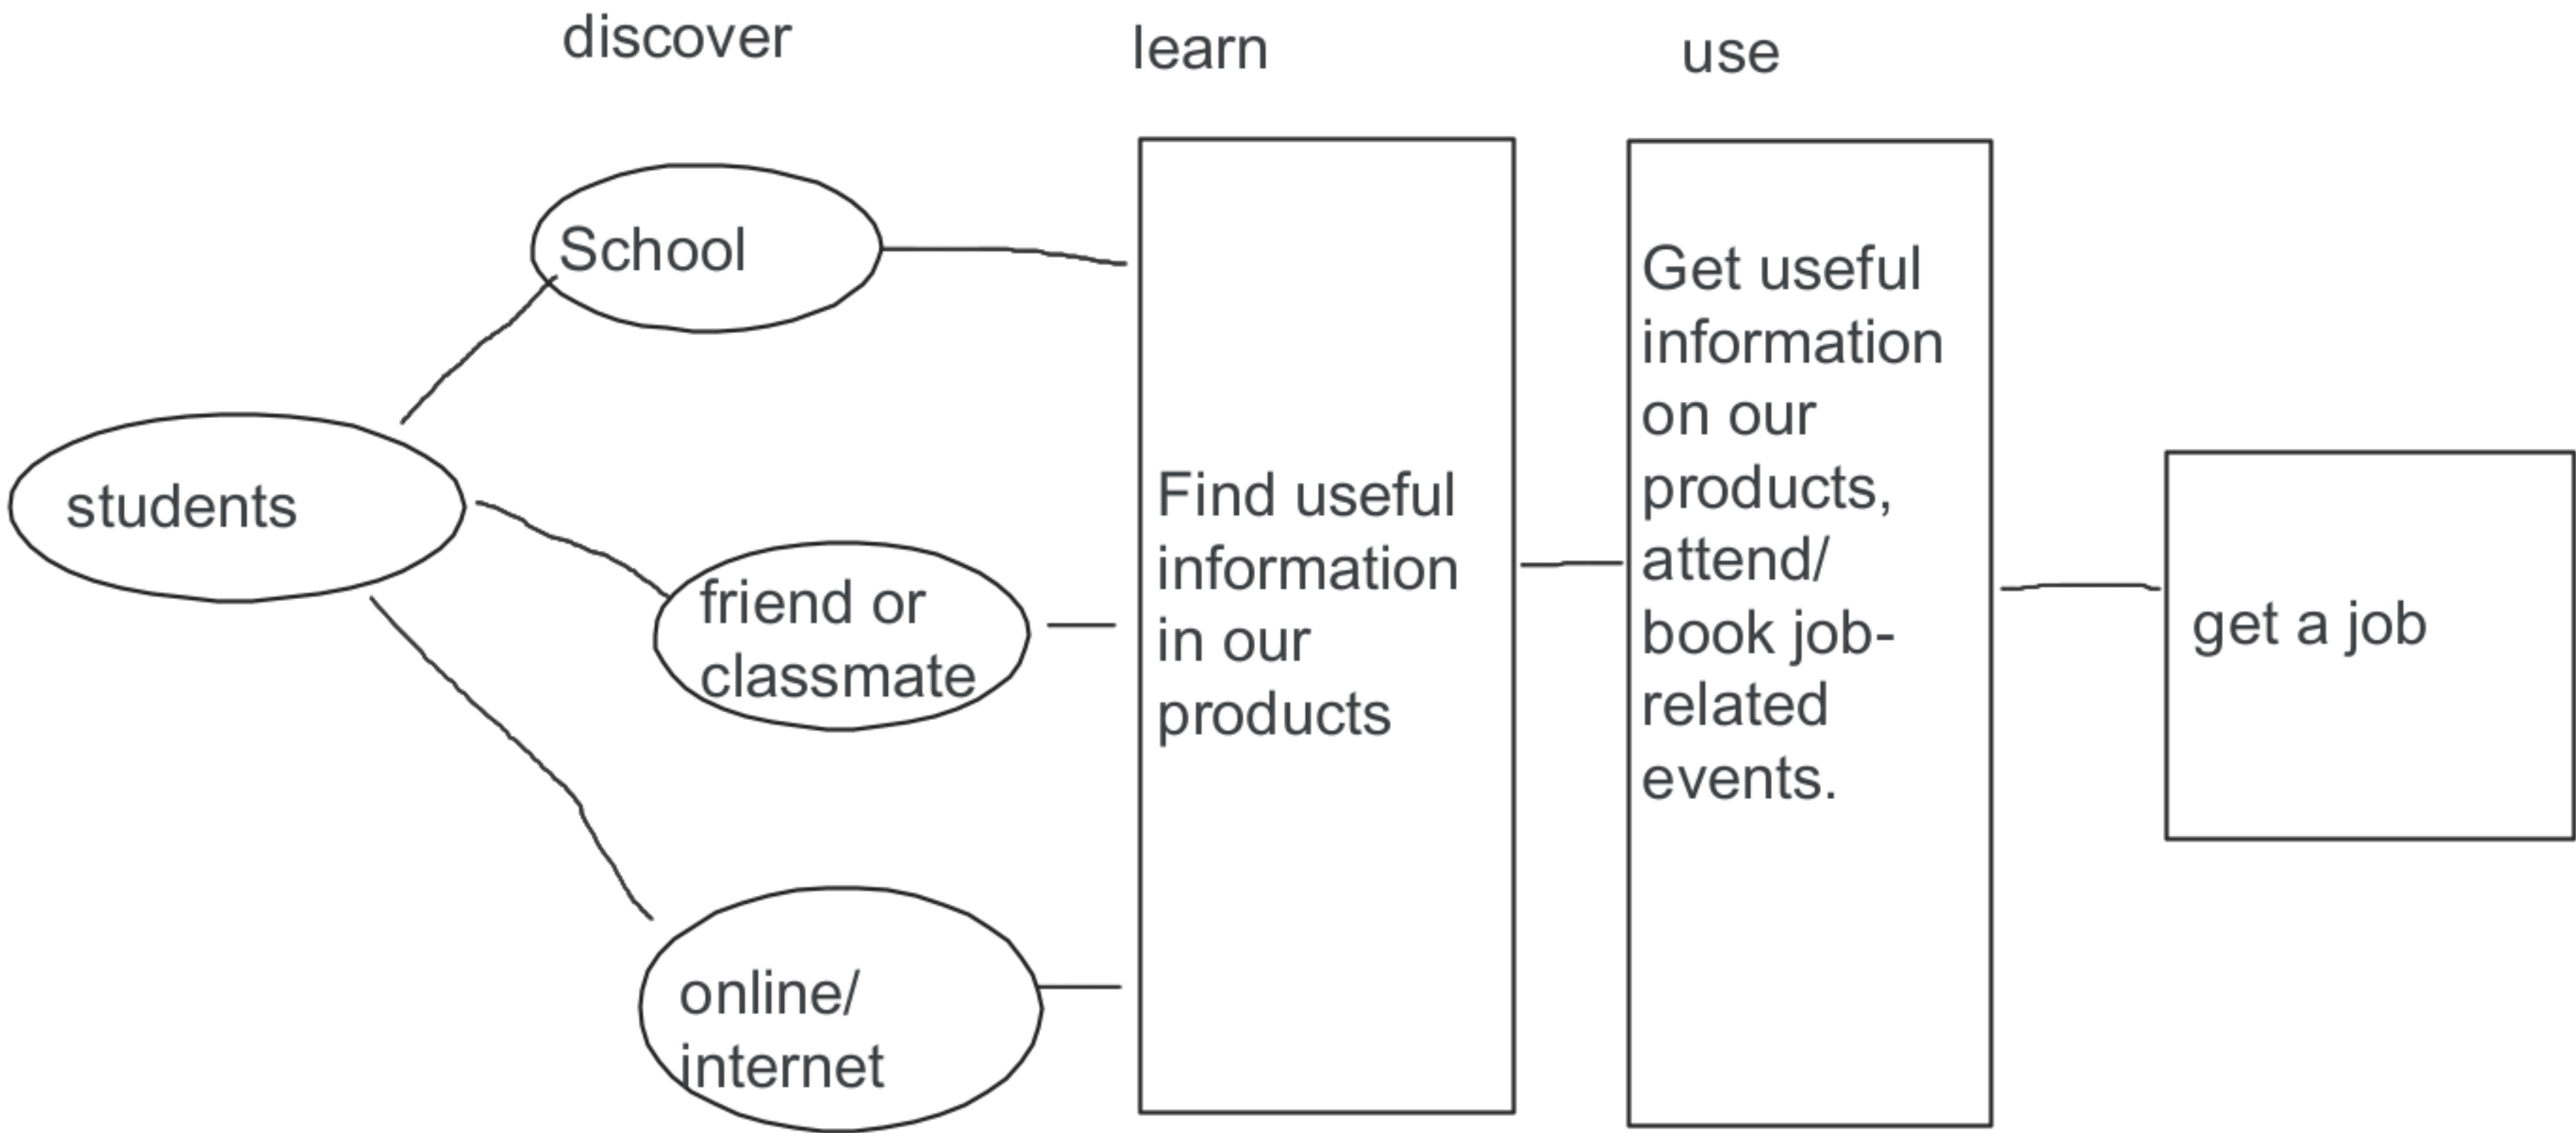 discover
learn
use
School
students
friend or
classmate
online/
internet
Find useful
information
in our
products
Get useful
information
on our
products,
attend/
book job-
related
events.
get a job